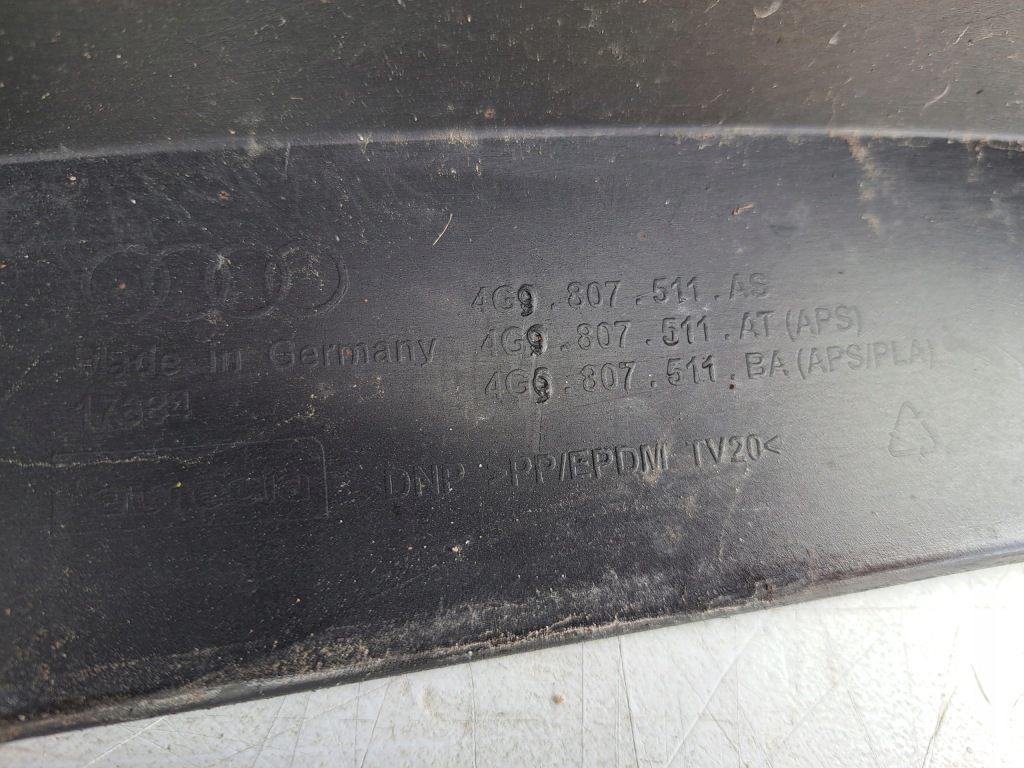 4G9.807.511.AS
4G9.807.511.AT (APS)
4G9.807.511.BA (APS/PLA)
Made in Germany
DNP >PP/EPDM TV20<